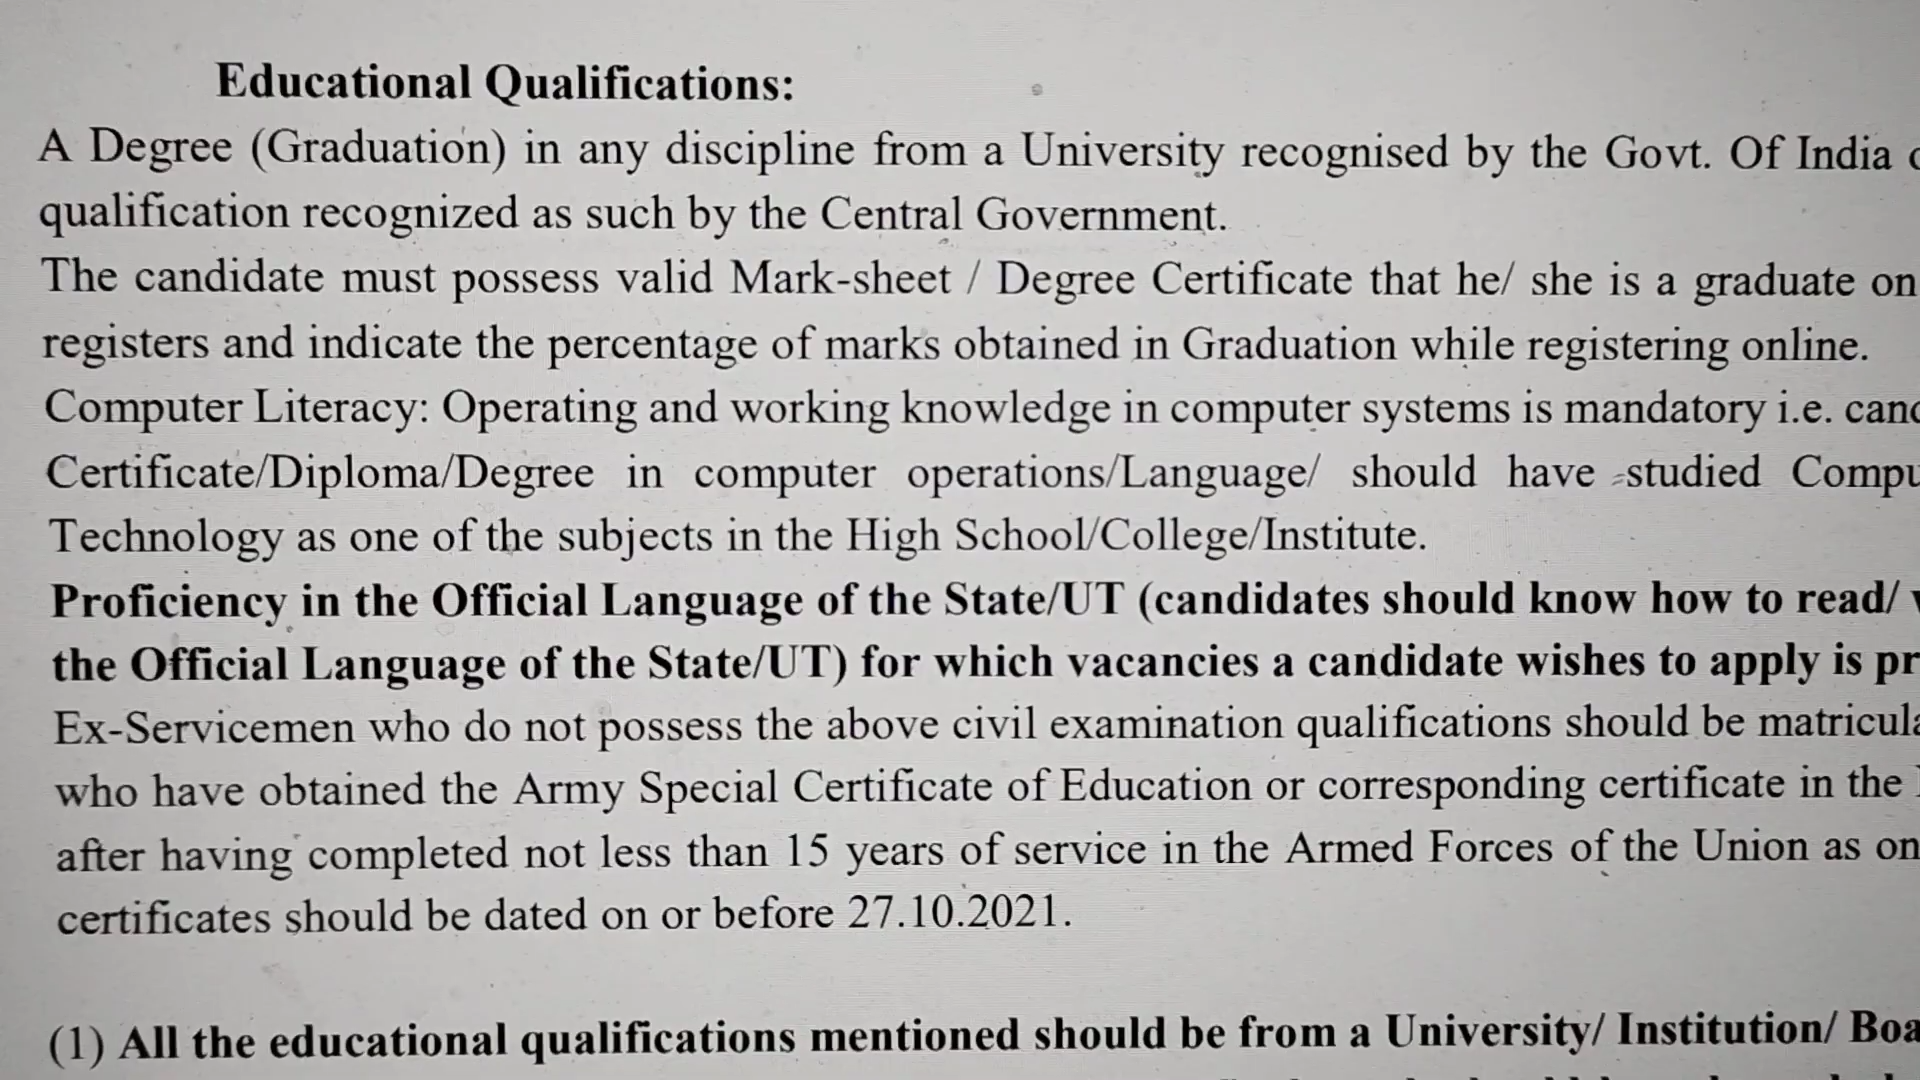 Educational Qualifications:
A Degree (Graduation) in any discipline from a University recognised by the Govt. Of India
qualification recognized as such by the Central Government.
The candidate must possess valid Mark-sheet / Degree Certificate that he/ she is a graduate on
registers and indicate the percentage of marks obtained in Graduation while registering online.
Computer Literacy: Operating and working knowledge in computer systems is mandatory i.e.
Certificate/Diploma/Degree in computer operations/Language/ should have studied
Technology as one of the subjects in the High School/College/Institute.
Proficiency in the Official Language of the State/UT (candidates should know how to read/
the Official Language of the State/UT) for which vacancies a candidate wishes to apply is
Ex-Servicemen who do not possess the above civil examination qualifications should be
who have obtained the Army Special Certificate of Education or corresponding certificate in the
after having completed not less than 15 years of service in the Armed Forces of the Union as on
certificates should be dated on or before 27.10.2021.
(1) All the educational qualifications mentioned should be from a University/ Institution/